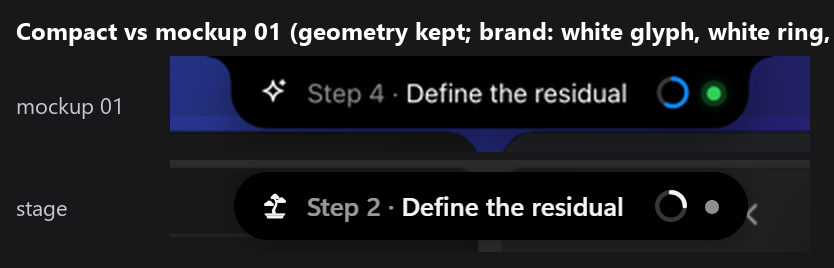 Compact vs mockup 01 (geometry kept; brand: white glyph, white ring,
mockup 01
Step 4 · Define the residual
stage
Step 2 · Define the residual